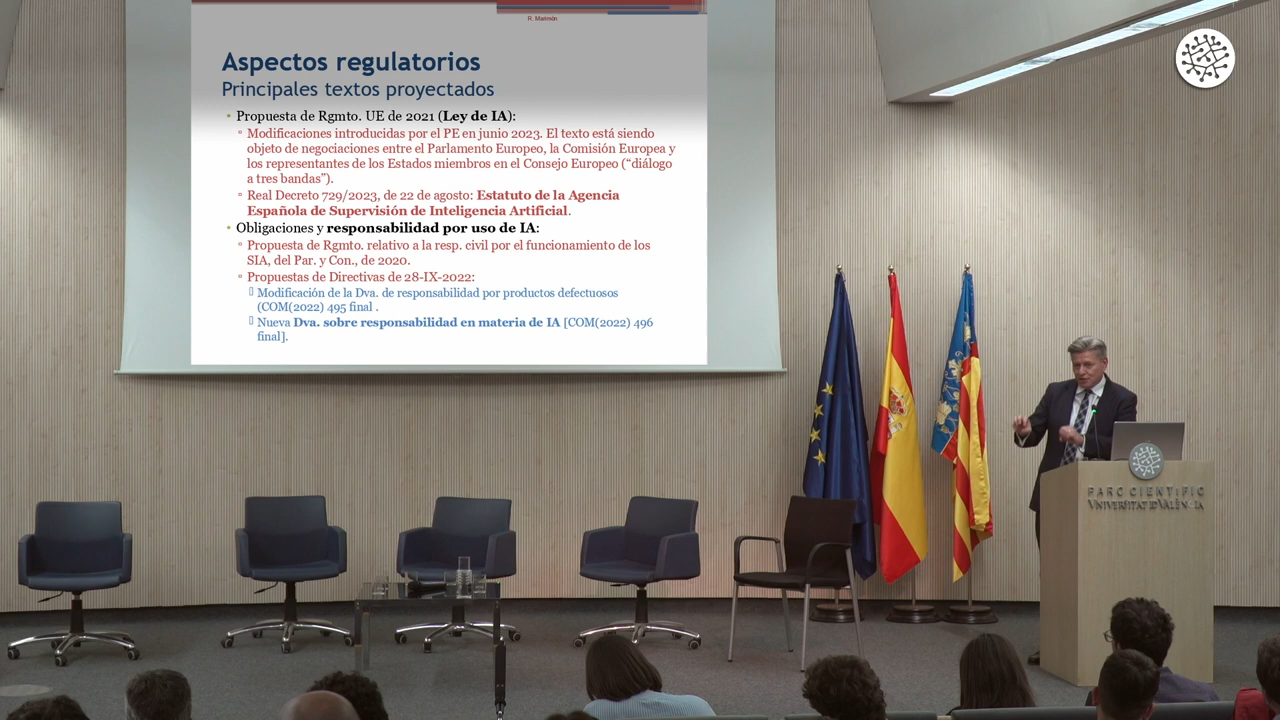 R. Marimón
Aspectos regulatorios
Principales textos proyectados
• Propuesta de Rgmto. UE de 2021 (Ley de IA):
▫ Modificaciones introducidas por el PE en junio 2023. El texto está siendo
objeto de negociaciones entre el Parlamento Europeo, la Comisión Europea y
los representantes de los Estados miembros en el Consejo Europeo (“diálogo
a tres bandas”).
▫ Real Decreto 729/2023, de 22 de agosto: Estatuto de la Agencia
Española de Supervisión de Inteligencia Artificial.
• Obligaciones y responsabilidad por uso de IA:
▫ Propuesta de Rgmto. relativo a la resp. civil por el funcionamiento de los
SIA, del Par. y Con., de 2020.
▫ Propuestas de Directivas de 28-IX-2022:
Modificación de la Dva. de responsabilidad por productos defectuosos
(COM(2022) 495 final .
Nueva Dva. sobre responsabilidad en materia de IA [COM(2022) 496
final].
PARC CIENTÍFIC
UNIVERSITAT ID VALÈNCIA